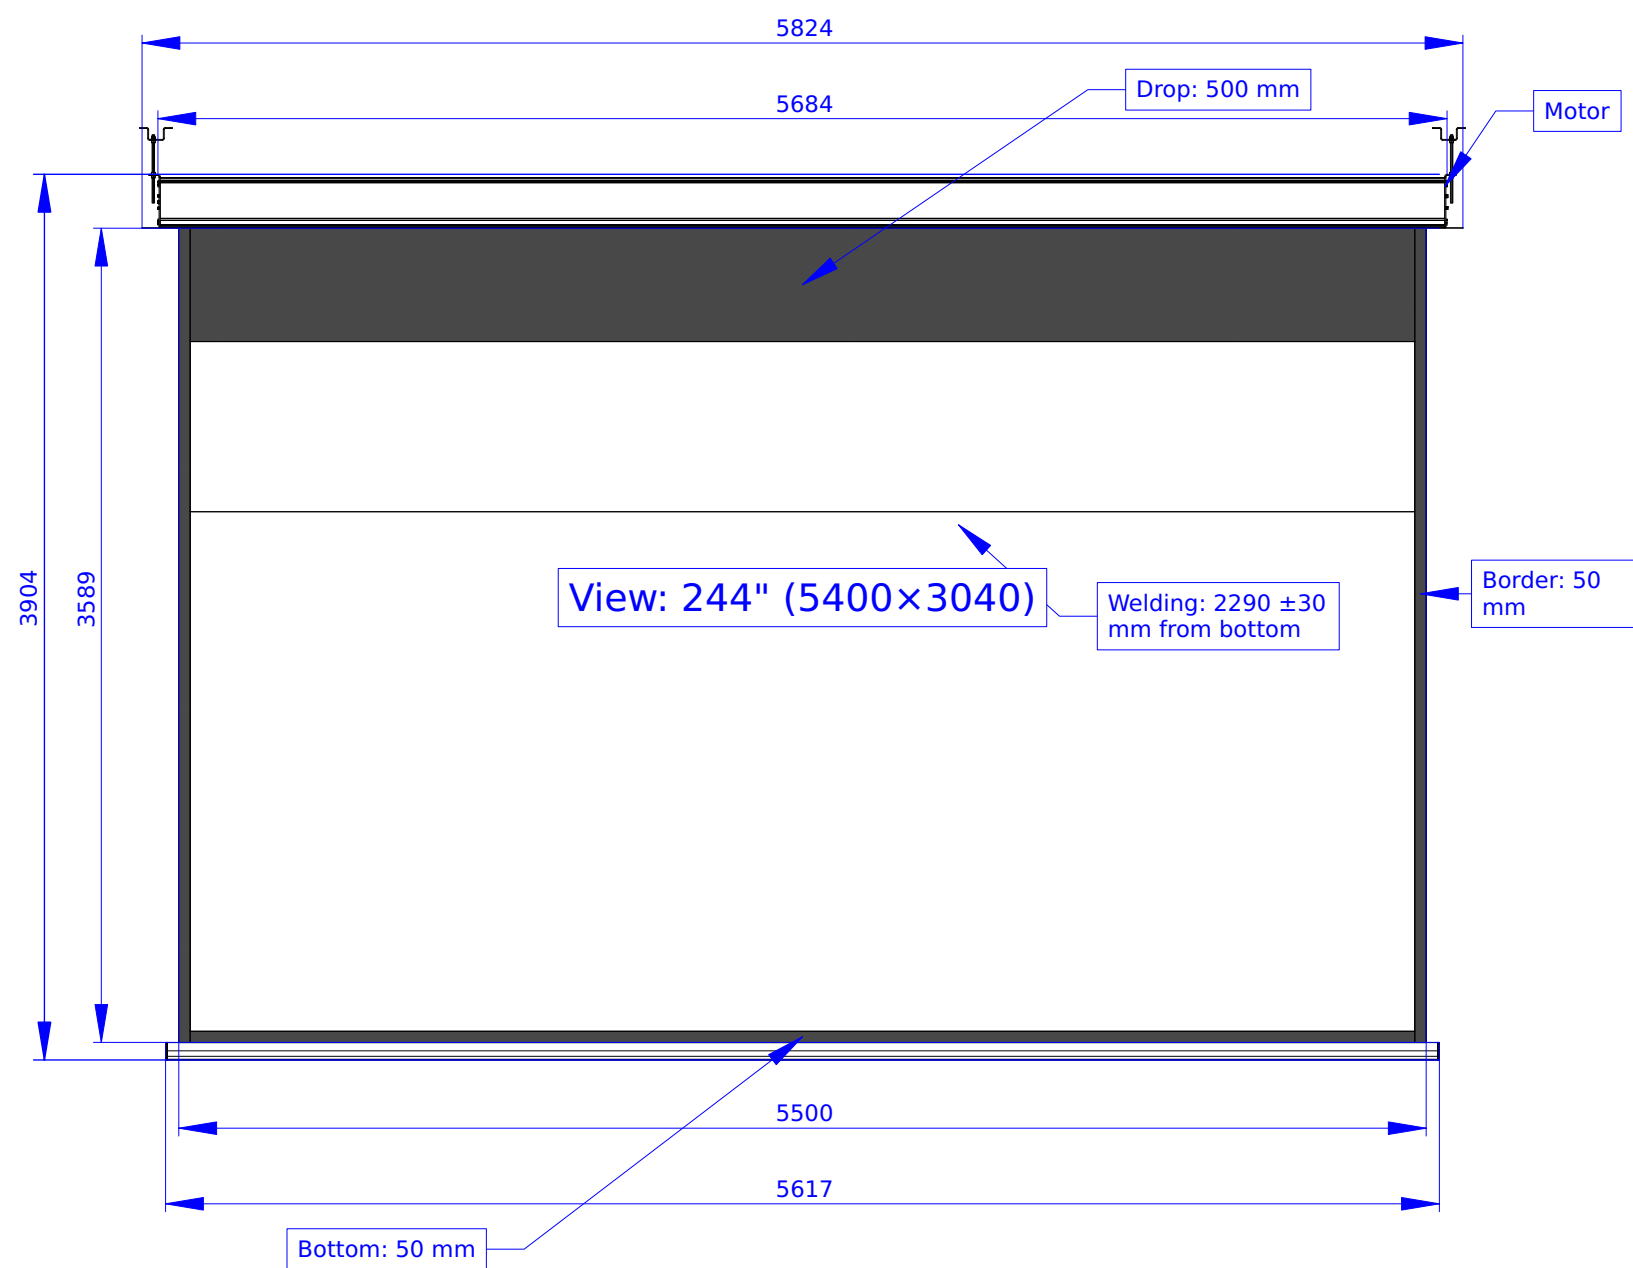 5824
Drop: 500 mm
5684
Motor
3904
3589
View: 244" (5400×3040)
Welding: 2290 ±30
mm from bottom
Border: 50
mm
5500
5617
Bottom: 50 mm